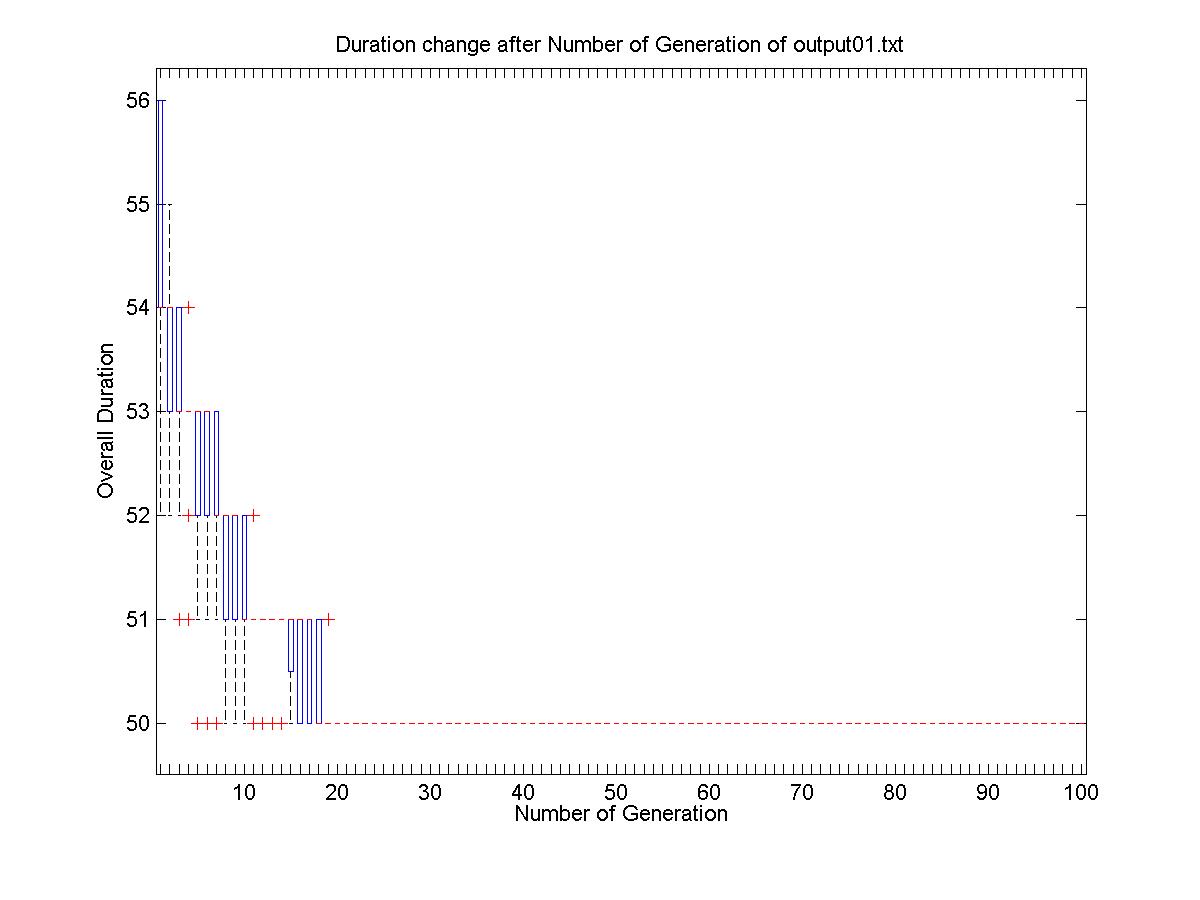 Duration change after Number of Generation of output01.txt
56
55
54
53
52
51
50
Overall Duration
10 20 30 40 50 60 70 80 90 100
Number of Generation